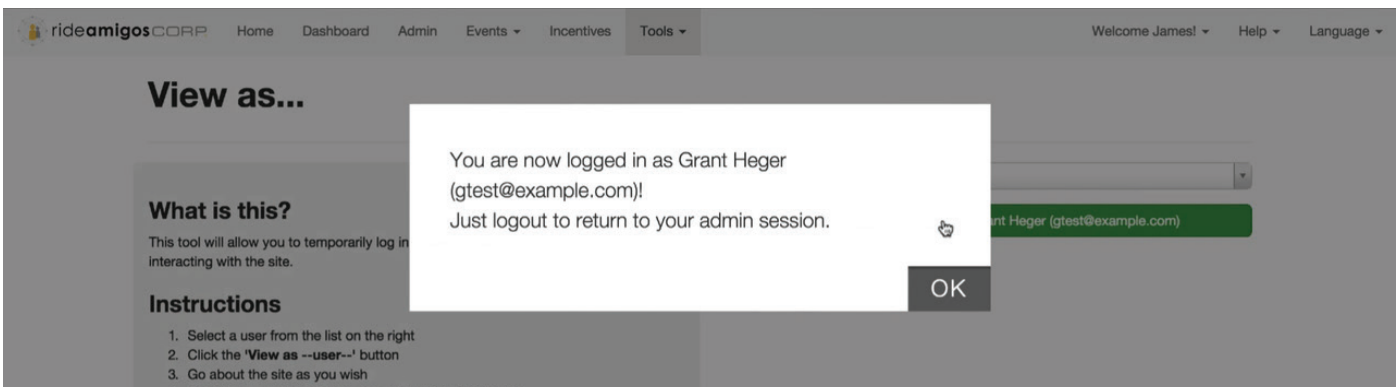 rideamigos CORP Home Dashboard Admin Events Incentives Tools Welcome James! Help Language
View as...
You are now logged in as Grant Heger
(gtest@example.com)!
Just logout to return to your admin session.
OK
What is this?
This tool will allow you to temporarily log in
interacting with the site.
Heger (gtest@example.com)
Instructions
1. Select a user from the list on the right
2. Click the 'View as --user--' button
3. Go about the site as you wish